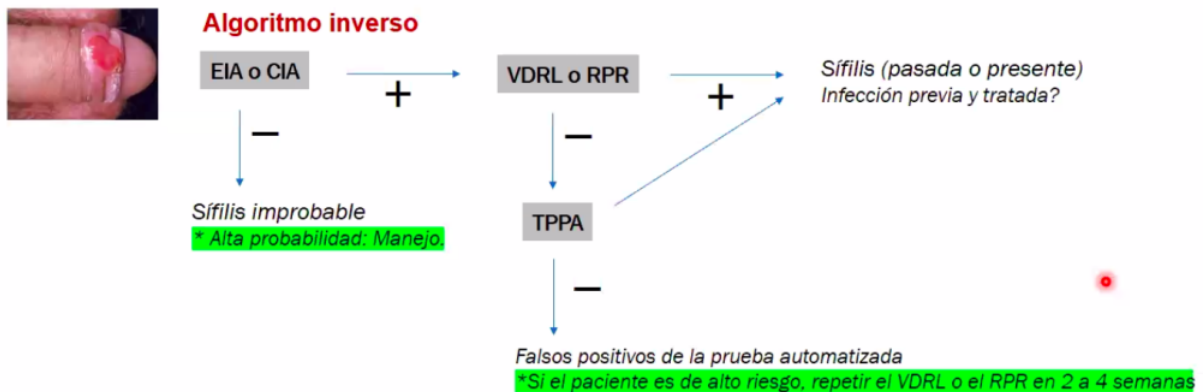 Algoritmo inverso
EIA o CIA
+
VDRL o RPR
+
Sífilis (pasada o presente)
Infección previa y tratada?
–
–
Sífilis improbable
* Alta probabilidad: Manejo.
TPPA
–
Falsos positivos de la prueba automatizada
*Si el paciente es de alto riesgo, repetir el VDRL o el RPR en 2 a 4 semanas